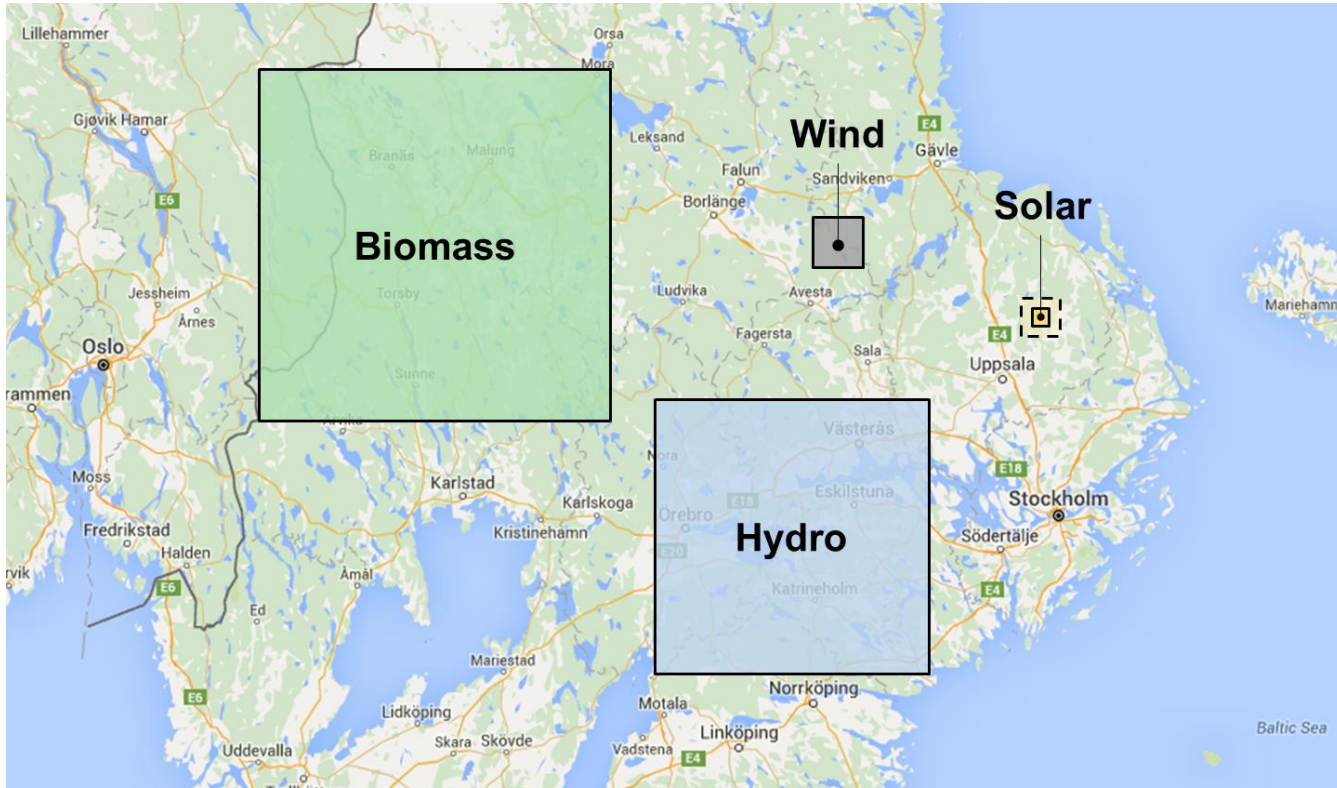 Lillehammer
Orsa
Mora
Gjøvik Hamar
Leksand
E4
Wind
Gävle
Branäs
Malung
Falun
Sandviken
E6
Borlänge
Solar
Biomass
Jessheim
Torsby
Ludvika
Avesta
Mariehamn
Årnes
Fagersta
E4
Oslo
Sala
Sunne
Uppsala
rammen
Arvika
Västerås
Nora
E18
Moss
Karlstad
Eskilstuna
Stockholm
Karlskoga
E18
Örebro
Fredrikstad
Kristinehamn
Hydro
Södertälje
Halden
E20
rvik
E6
Åmål
Katrineholm
E4
Ed
Mariestad
E6
Norrköping
Motala
Lidköping
Linköping
Baltic Sea
Uddevalla
Skara Skövde
Vadstena
E4